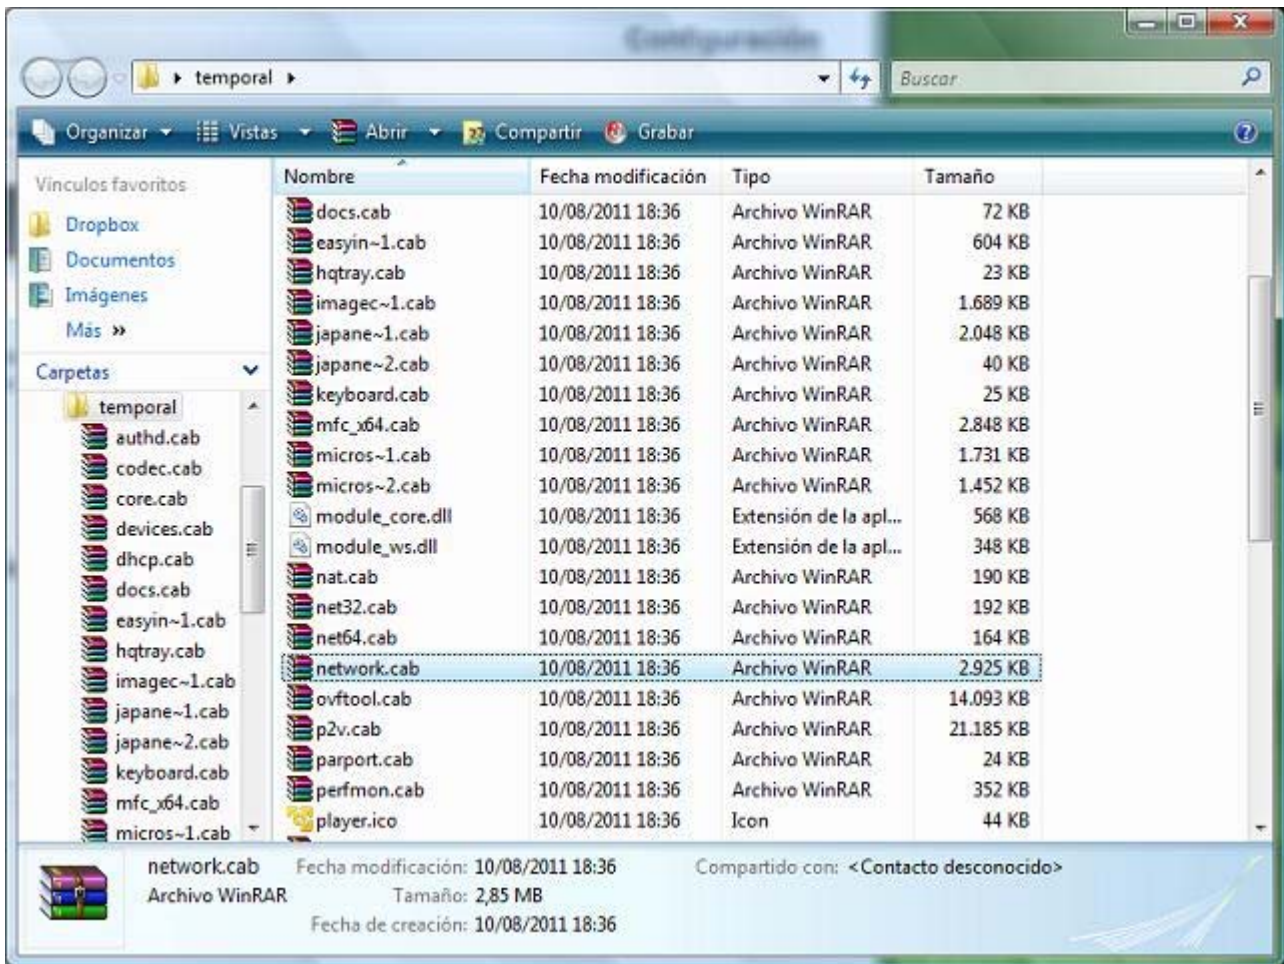 Configuración
temporal
Buscar
Organizar Vistas Abrir Compartir Grabar
Vínculos favoritos
Dropbox
Documentos
Imágenes
Más »
Carpetas
temporal
authd.cab
codec.cab
core.cab
devices.cab
dhcp.cab
docs.cab
easyin~1.cab
hqtray.cab
imagec~1.cab
japane~1.cab
japane~2.cab
keyboard.cab
mfc_x64.cab
micros~1.cab
Nombre Fecha modificación Tipo Tamaño
docs.cab 10/08/2011 18:36 Archivo WinRAR 72 KB
easyin~1.cab 10/08/2011 18:36 Archivo WinRAR 604 KB
hqtray.cab 10/08/2011 18:36 Archivo WinRAR 23 KB
imagec~1.cab 10/08/2011 18:36 Archivo WinRAR 1.689 KB
japane~1.cab 10/08/2011 18:36 Archivo WinRAR 2.048 KB
japane~2.cab 10/08/2011 18:36 Archivo WinRAR 40 KB
keyboard.cab 10/08/2011 18:36 Archivo WinRAR 25 KB
mfc_x64.cab 10/08/2011 18:36 Archivo WinRAR 2.848 KB
micros~1.cab 10/08/2011 18:36 Archivo WinRAR 1.731 KB
micros~2.cab 10/08/2011 18:36 Archivo WinRAR 1.452 KB
module_core.dll 10/08/2011 18:36 Extensión de la apl... 568 KB
module_ws.dll 10/08/2011 18:36 Extensión de la apl... 348 KB
nat.cab 10/08/2011 18:36 Archivo WinRAR 190 KB
net32.cab 10/08/2011 18:36 Archivo WinRAR 192 KB
net64.cab 10/08/2011 18:36 Archivo WinRAR 164 KB
network.cab 10/08/2011 18:36 Archivo WinRAR 2.925 KB
ovftool.cab 10/08/2011 18:36 Archivo WinRAR 14.093 KB
p2v.cab 10/08/2011 18:36 Archivo WinRAR 21.185 KB
parport.cab 10/08/2011 18:36 Archivo WinRAR 24 KB
perfmon.cab 10/08/2011 18:36 Archivo WinRAR 352 KB
player.ico 10/08/2011 18:36 Icon 44 KB
network.cab Fecha modificación: 10/08/2011 18:36 Compartido con: <Contacto desconocido>
Archivo WinRAR Tamaño: 2,85 MB
Fecha de creación: 10/08/2011 18:36